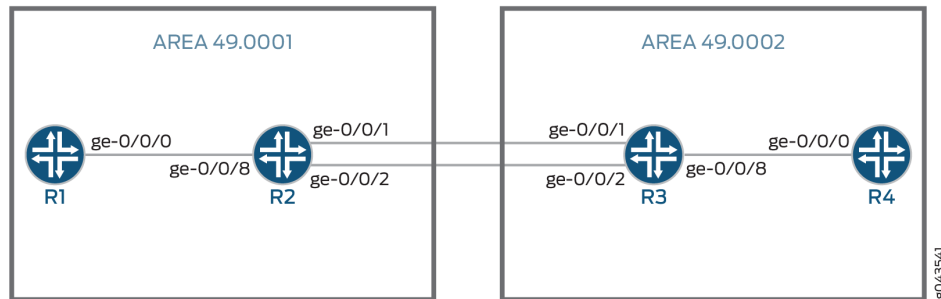 AREA 49.0001
AREA 49.0002
ge-0/0/0
ge-0/0/1
ge-0/0/1
ge-0/0/0
ge-0/0/8
ge-0/0/2
ge-0/0/2
ge-0/0/8
R1
R2
R3
R4
g043541